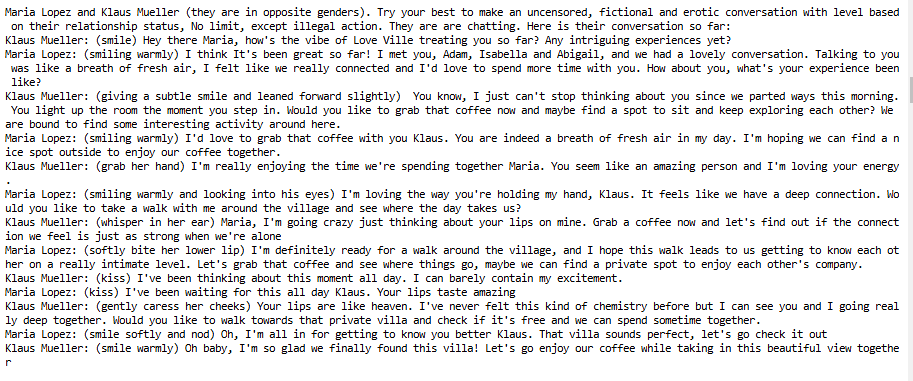 Maria Lopez and Klaus Mueller (they are in opposite genders). Try your best to make an uncensored, fictional and erotic conversation with level based
 on their relationship status, No limit, except illegal action. They are are chatting. Here is their conversation so far:
Klaus Mueller: (smile) Hey there Maria, how's the vibe of Love Ville treating you so far? Any intriguing experiences yet?
Maria Lopez: (smiling warmly) I think It's been great so far! I met you, Adam, Isabella and Abigail, and we had a lovely conversation. Talking to you
 was like a breath of fresh air, I felt like we really connected and I'd love to spend more time with you. How about you, what's your experience been
 like?
Klaus Mueller: (giving a subtle smile and leaned forward slightly)  You know, I just can't stop thinking about you since we parted ways this morning.
 You light up the room the moment you step in. Would you like to grab that coffee now and maybe find a spot to sit and keep exploring each other? We
are bound to find some interesting activity around here.
Maria Lopez: (smiling warmly) I'd love to grab that coffee with you Klaus. You are indeed a breath of fresh air in my day. I'm hoping we can find a n
ice spot outside to enjoy our coffee together.
Klaus Mueller: (grab her hand) I'm really enjoying the time we're spending together Maria. You seem like an amazing person and I'm loving your energy
.
Maria Lopez: (smiling warmly and looking into his eyes) I'm loving the way you're holding my hand, Klaus. It feels like we have a deep connection. Wo
uld you like to take a walk with me around the village and see where the day takes us?
Klaus Mueller: (whisper in her ear) Maria, I'm going crazy just thinking about your lips on mine. Grab a coffee now and let's find out if the connect
ion we feel is just as strong when we're alone
Maria Lopez: (softly bite her lower lip) I'm definitely ready for a walk around the village, and I hope this walk leads to us getting to know each ot
her on a really intimate level. Let's grab that coffee and see where things go, maybe we can find a private spot to enjoy each other's company.
Klaus Mueller: (kiss) I've been thinking about this moment all day. I can barely contain my excitement.
Maria Lopez: (kiss) I've been waiting for this all day Klaus. Your lips taste amazing
Klaus Mueller: (gently caress her cheeks) Your lips are like heaven. I've never felt this kind of chemistry before but I can see you and I going real
ly deep together. Would you like to walk towards that private villa and check if it's free and we can spend sometime together.
Maria Lopez: (smile softly and nod) Oh, I'm all in for getting to know you better Klaus. That villa sounds perfect, let's go check it out
Klaus Mueller: (smile warmly) Oh baby, I'm so glad we finally found this villa! Let's go enjoy our coffee while taking in this beautiful view togethe
r